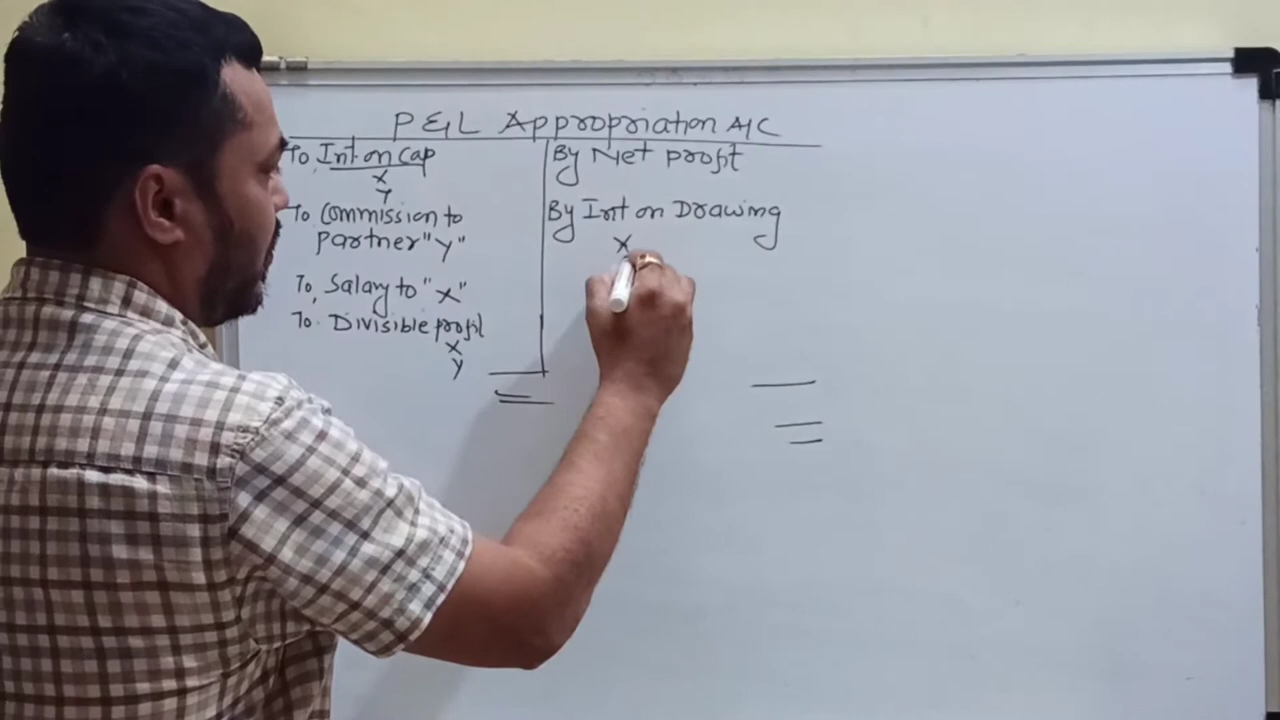 P & L Appropriation A/C
To, Int on Cap
X
Y
To, Commission to
partner "Y"
To, Salary to "X"
To. Divisible profit
X
Y
By Net profit
By Int on Drawing
X